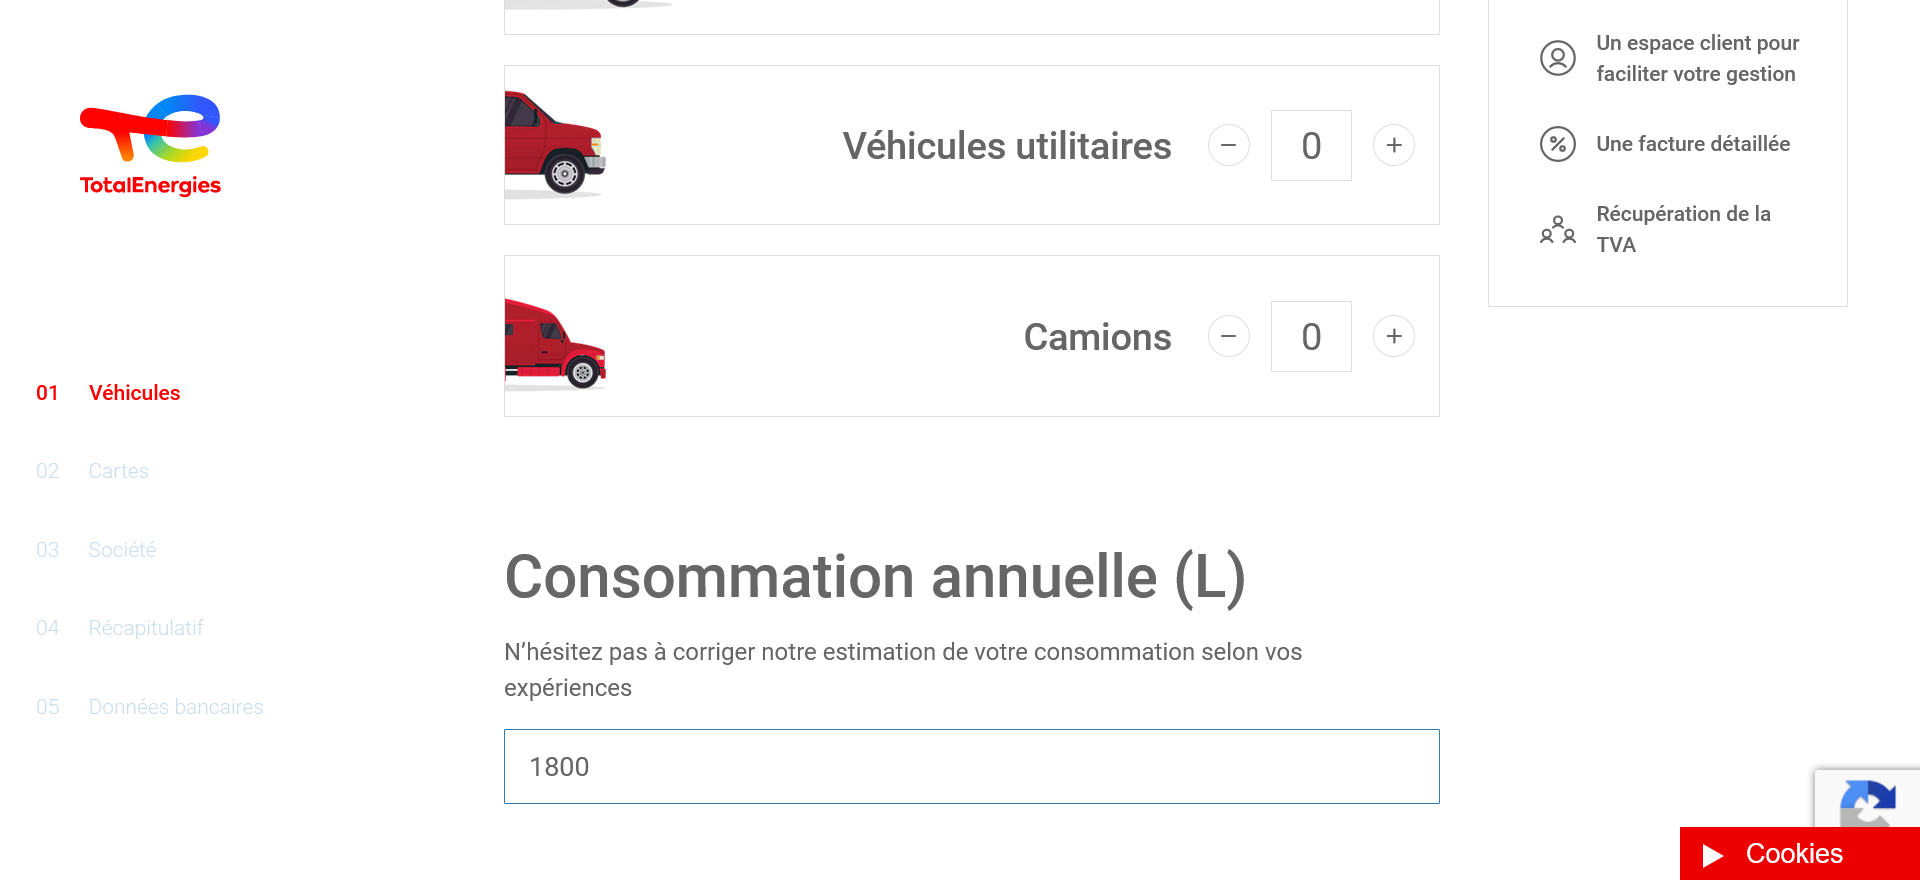 TotalEnergies
01 Véhicules
02 Cartes
03 Société
04 Récapitulatif
05 Données bancaires
Véhicules utilitaires − 0 +
Camions − 0 +
Consommation annuelle (L)
N’hésitez pas à corriger notre estimation de votre consommation selon vos
expériences
1800
Un espace client pour
faciliter votre gestion
Une facture détaillée
Récupération de la
TVA
Cookies